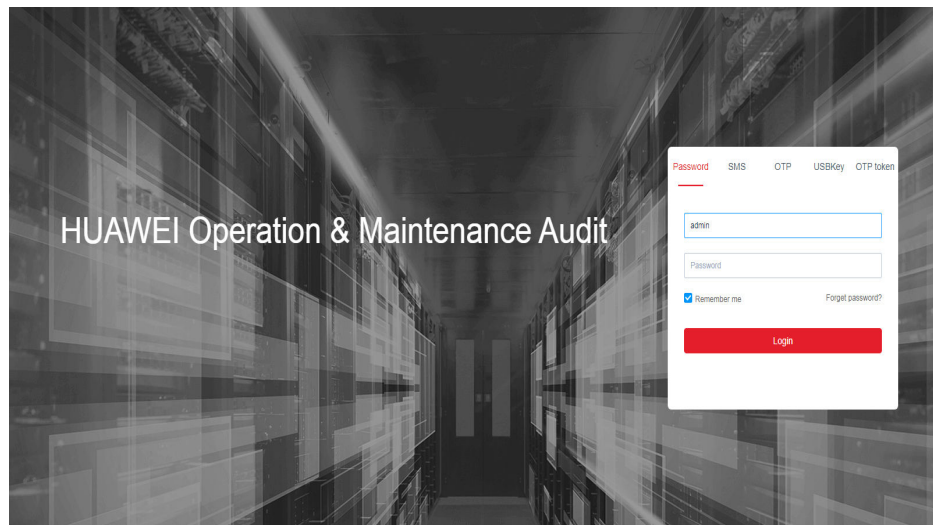 HUAWEI Operation & Maintenance Audit
Password SMS OTP USBKey OTP token
admin
Password
Remember me Forget password?
Login